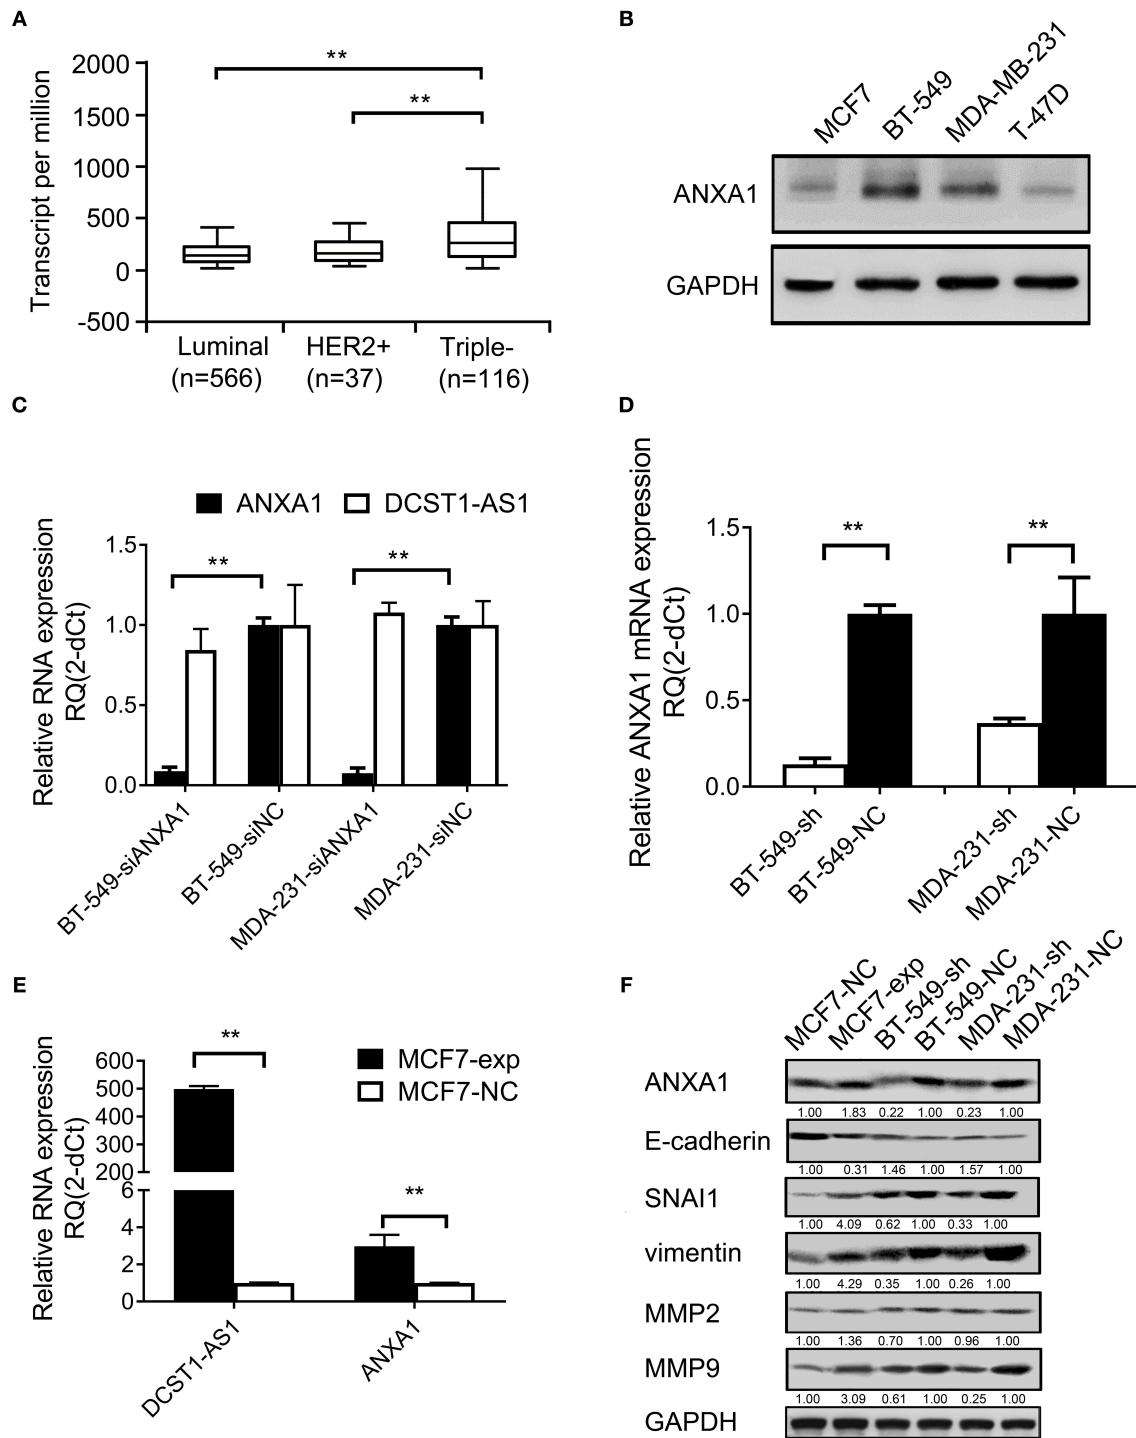 A
Transcript per million
2000
1500
1000
500
0
-500
**
**
Luminal
(n=566)
HER2+
(n=37)
Triple-
(n=116)
B
MCF7
BT-549
MDA-MB-231
T-47D
ANXA1
GAPDH
C
ANXA1
DCST1-AS1
Relative RNA expression
RQ(2-dCt)
1.5
1.0
0.5
0.0
**
**
BT-549-siANXA1
BT-549-siNC
MDA-231-siANXA1
MDA-231-siNC
D
Relative ANXA1 mRNA expression
RQ(2-dCt)
1.5
1.0
0.5
0.0
**
**
BT-549-sh
BT-549-NC
MDA-231-sh
MDA-231-NC
E
Relative RNA expression
RQ(2-dCt)
600
500
400
300
200
6
4
2
0
**
**
MCF7-exp
MCF7-NC
DCST1-AS1
ANXA1
F
MCF7-NC
MCF7-exp
BT-549-sh
BT-549-NC
MDA-231-sh
MDA-231-NC
ANXA1
1.00 1.83 0.22 1.00 0.23 1.00
E-cadherin
1.00 0.31 1.46 1.00 1.57 1.00
SNAI1
1.00 4.09 0.62 1.00 0.33 1.00
vimentin
1.00 4.29 0.35 1.00 0.26 1.00
MMP2
1.00 1.36 0.70 1.00 0.96 1.00
MMP9
1.00 3.09 0.61 1.00 0.25 1.00
GAPDH